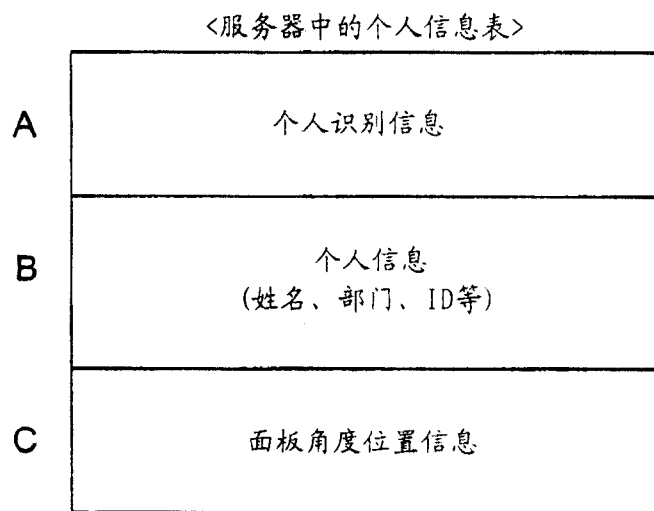 <服务器中的个人信息表>
A 个人识别信息
B 个人信息
(姓名、部门、ID等)
C 面板角度位置信息